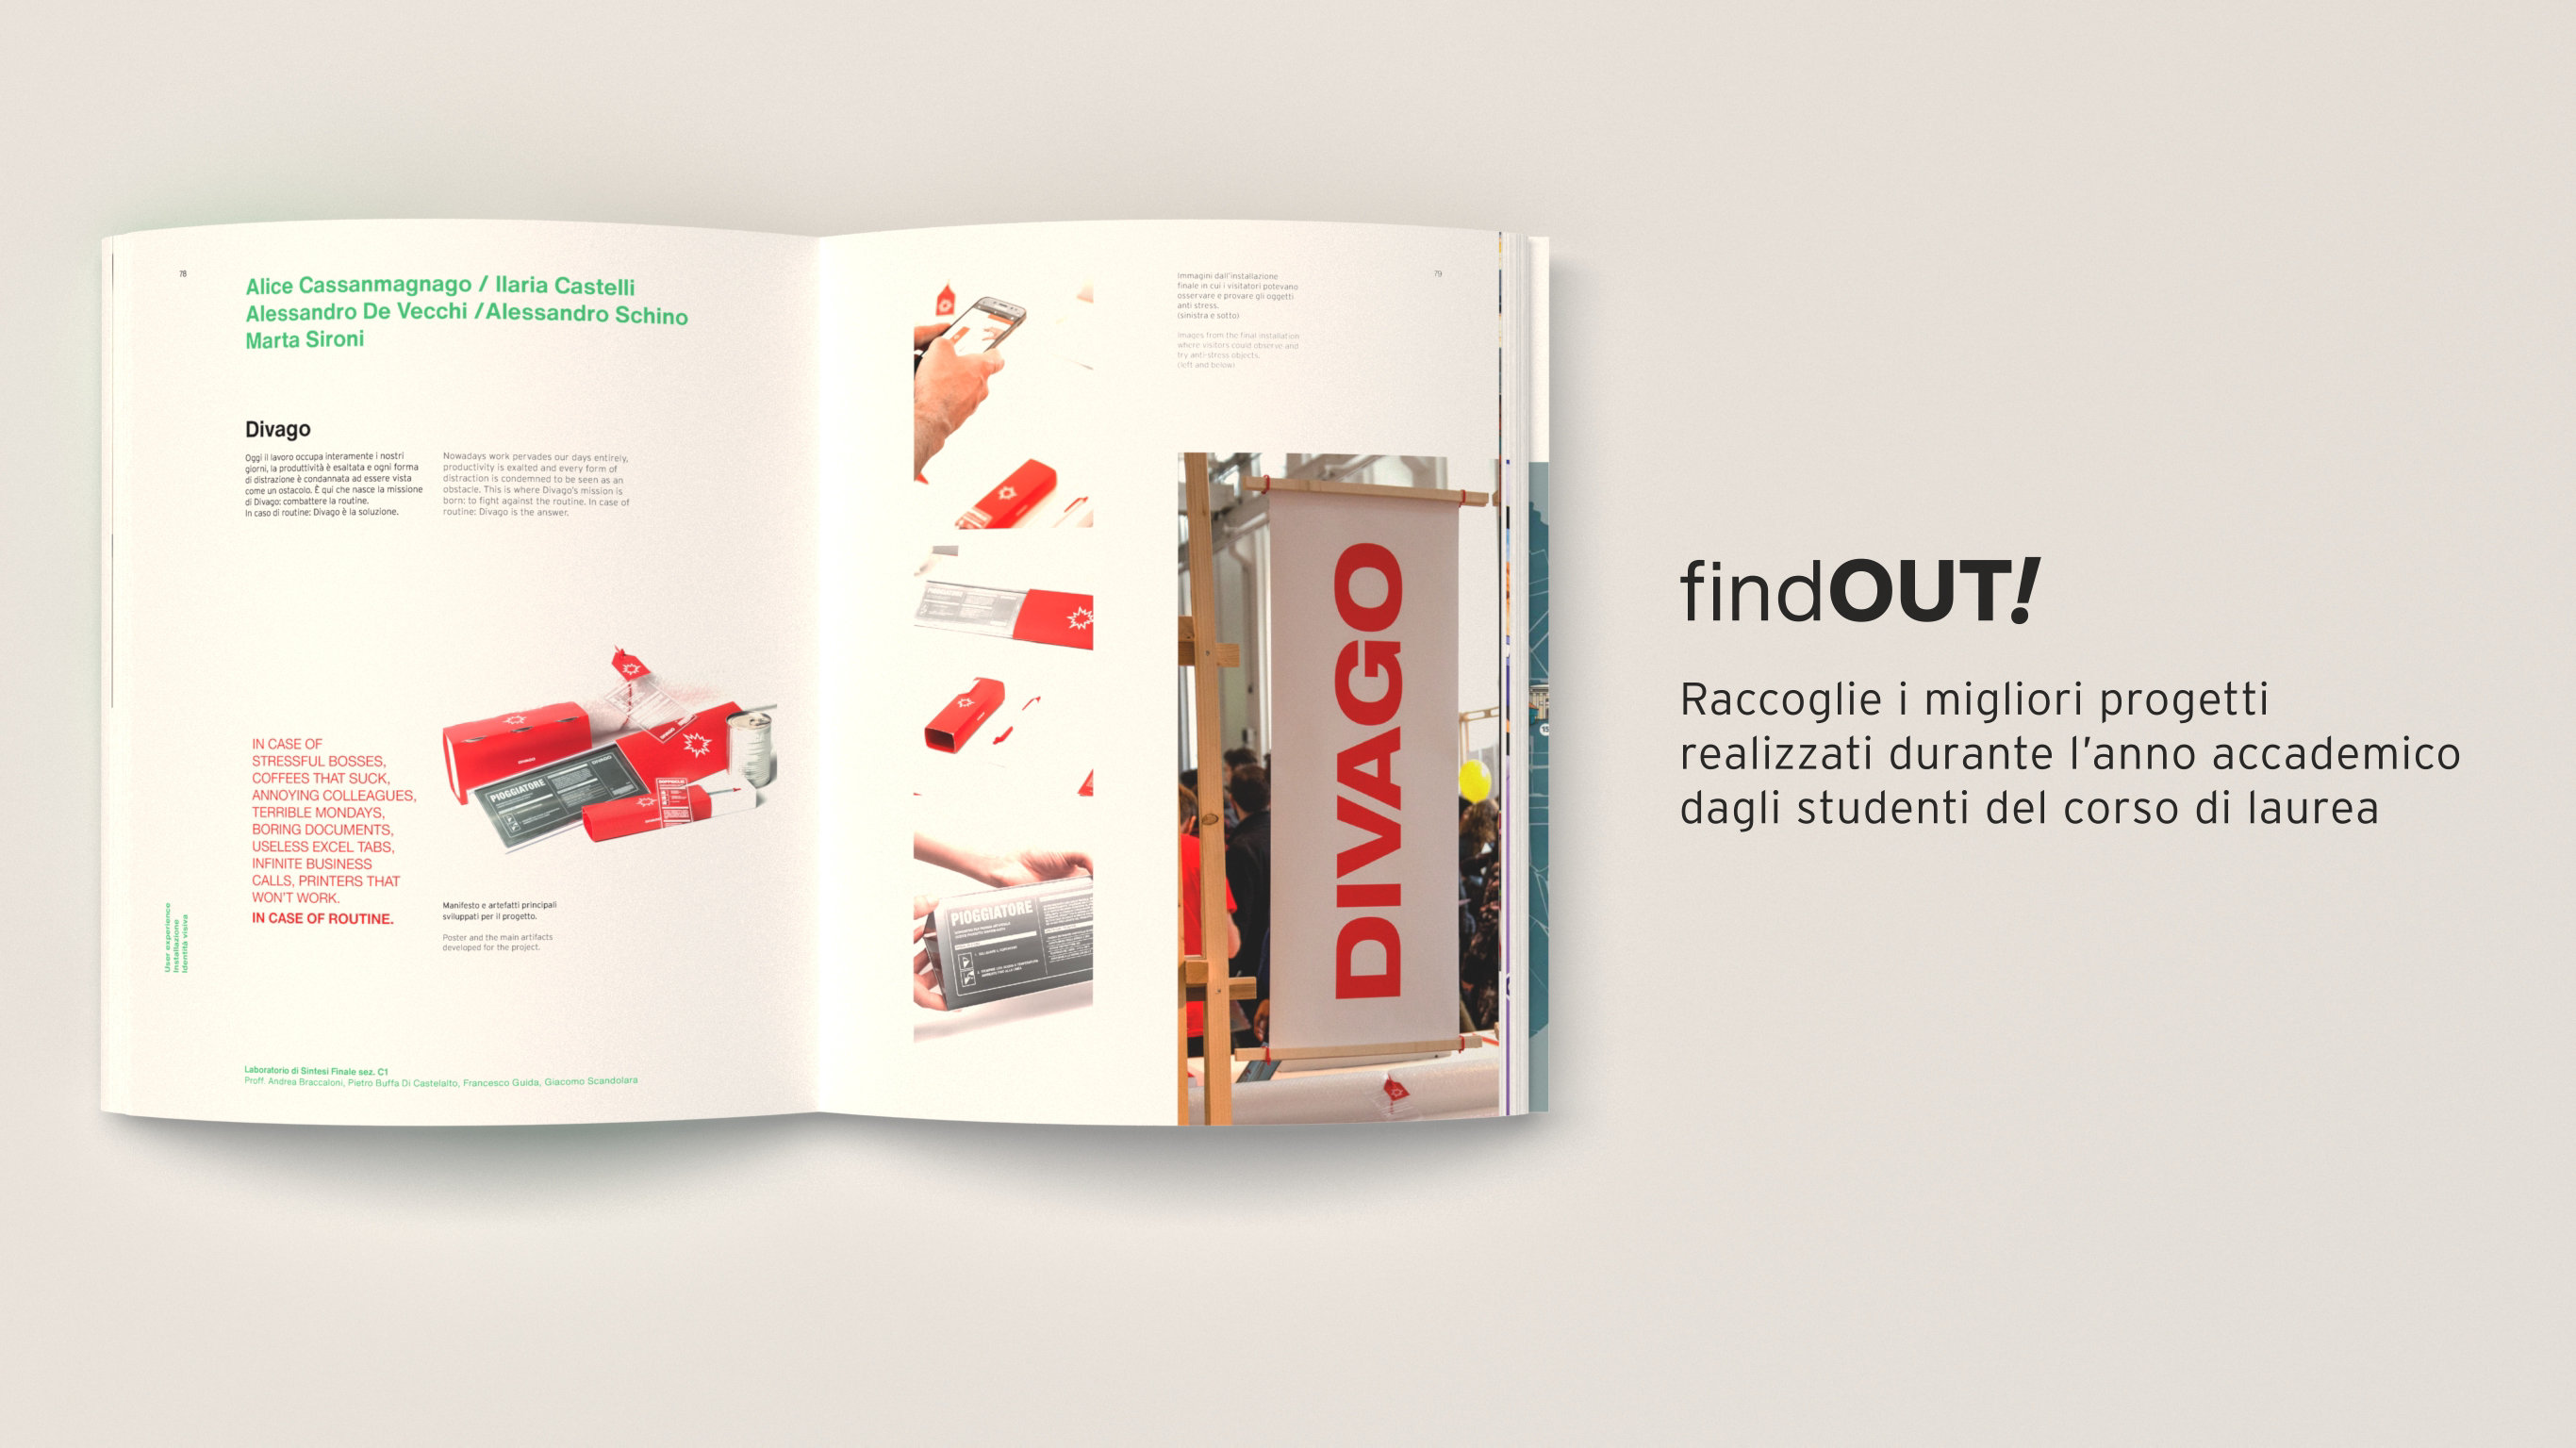 78
Alice Cassanmagnago / Ilaria Castelli
Alessandro De Vecchi /Alessandro Schino
Marta Sironi
Divago
Oggi il lavoro occupa interamente i nostri
giorni, la produttività è esaltata e ogni forma
di distrazione è condannata ad essere vista
come un ostacolo. È qui che nasce la missione
di Divago: combattere la routine.
In caso di routine: Divago è la soluzione.
Nowadays work pervades our days entirely,
productivity is exalted and every form of
distraction is condemned to be seen as an
obstacle. This is where Divago's mission is
born: to fight against the routine. In case of
routine: Divago is the answer.
IN CASE OF
STRESSFUL BOSSES,
COFFEES THAT SUCK,
ANNOYING COLLEAGUES,
TERRIBLE MONDAYS,
BORING DOCUMENTS,
USELESS EXCEL TABS,
INFINITE BUSINESS
CALLS, PRINTERS THAT
WON'T WORK.
IN CASE OF ROUTINE.
PIOGGIATORE
Manifesto e artefatti principali
sviluppati per il progetto.
Poster and the main artifacts
developed for the project.
User experience
Installazione
Identità visiva
Laboratorio di Sintesi Finale sez. C1
Proff. Andrea Braccaloni, Pietro Buffa Di Castelalto, Francesco Guida, Giacomo Scandolara
79
Immagini dall'installazione
finale in cui i visitatori potevano
osservare e provare gli oggetti
anti stress.
(sinistra e sotto)
Images from the final installation
where visitors could observe and
try anti-stress objects.
(left and below)
PIOGGIATORE
DIVAGO
findOUT!
Raccoglie i migliori progetti
realizzati durante l'anno accademico
dagli studenti del corso di laurea